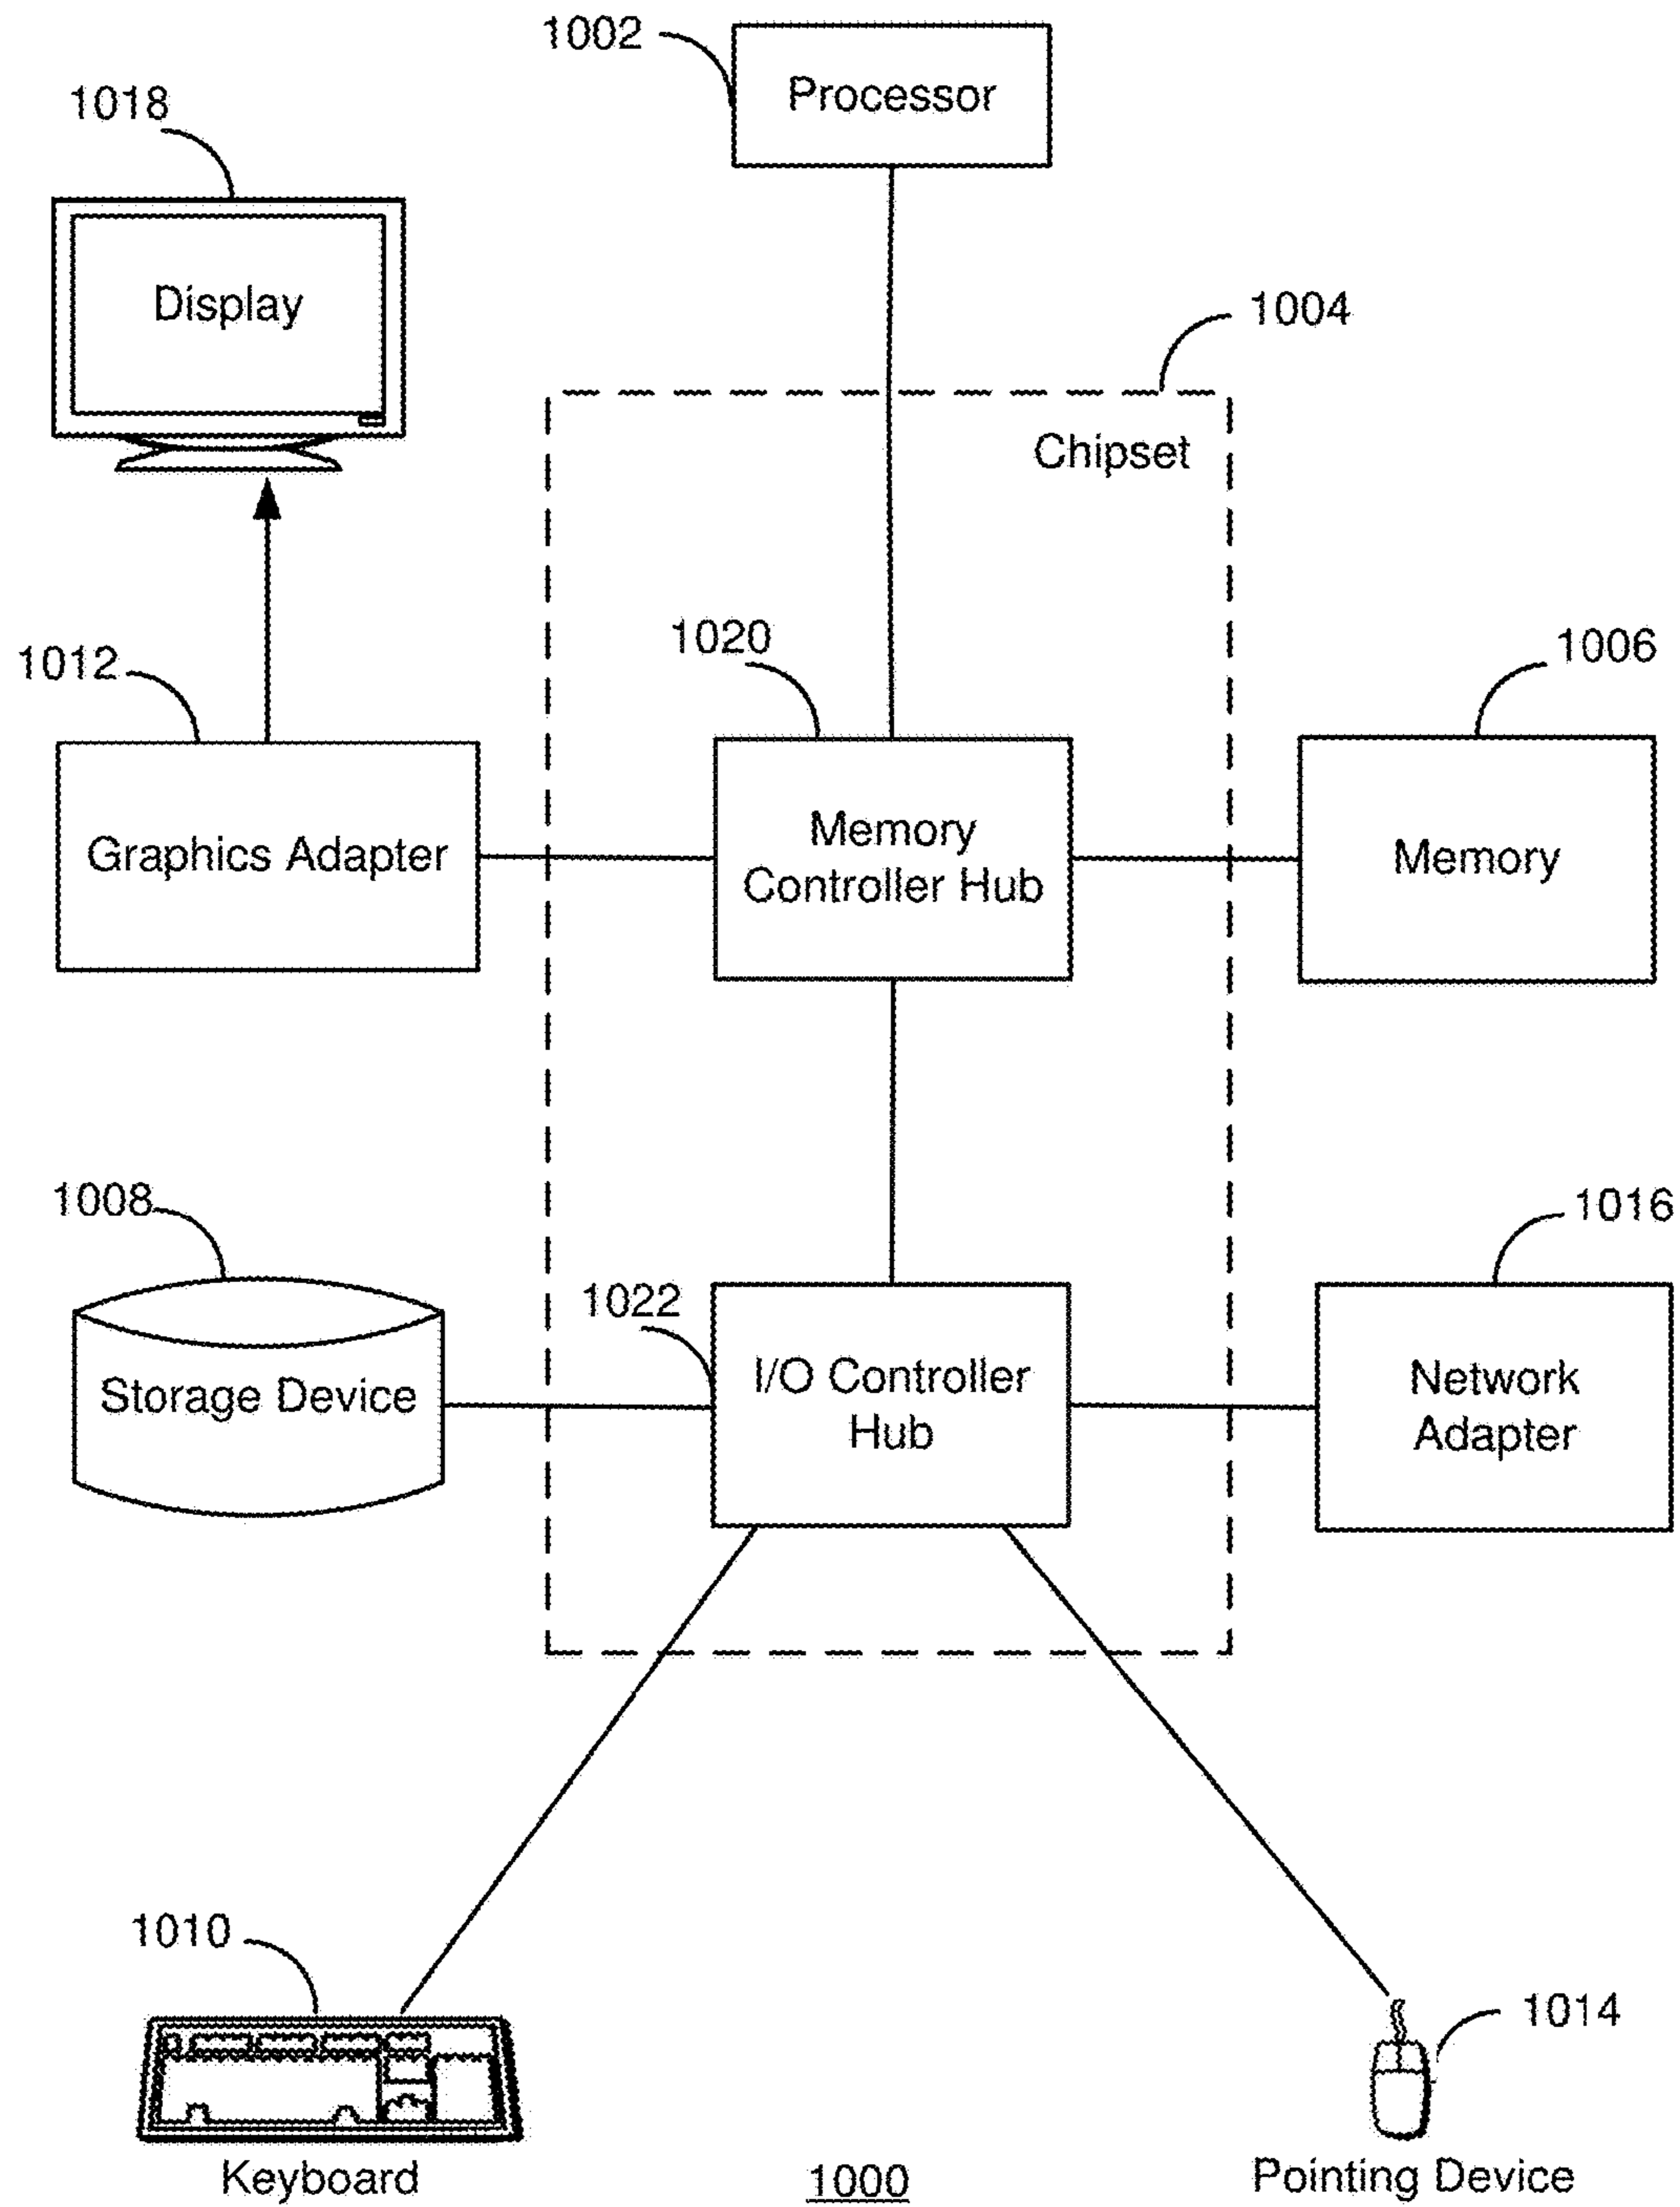 1002
Processor
1018
Display
1004
Chipset
1020
1012
1006
Graphics Adapter
Memory
Controller Hub
Memory
1008
1016
1022
Storage Device
I/O Controller
Hub
Network
Adapter
1010
1014
Keyboard
1000
Pointing Device